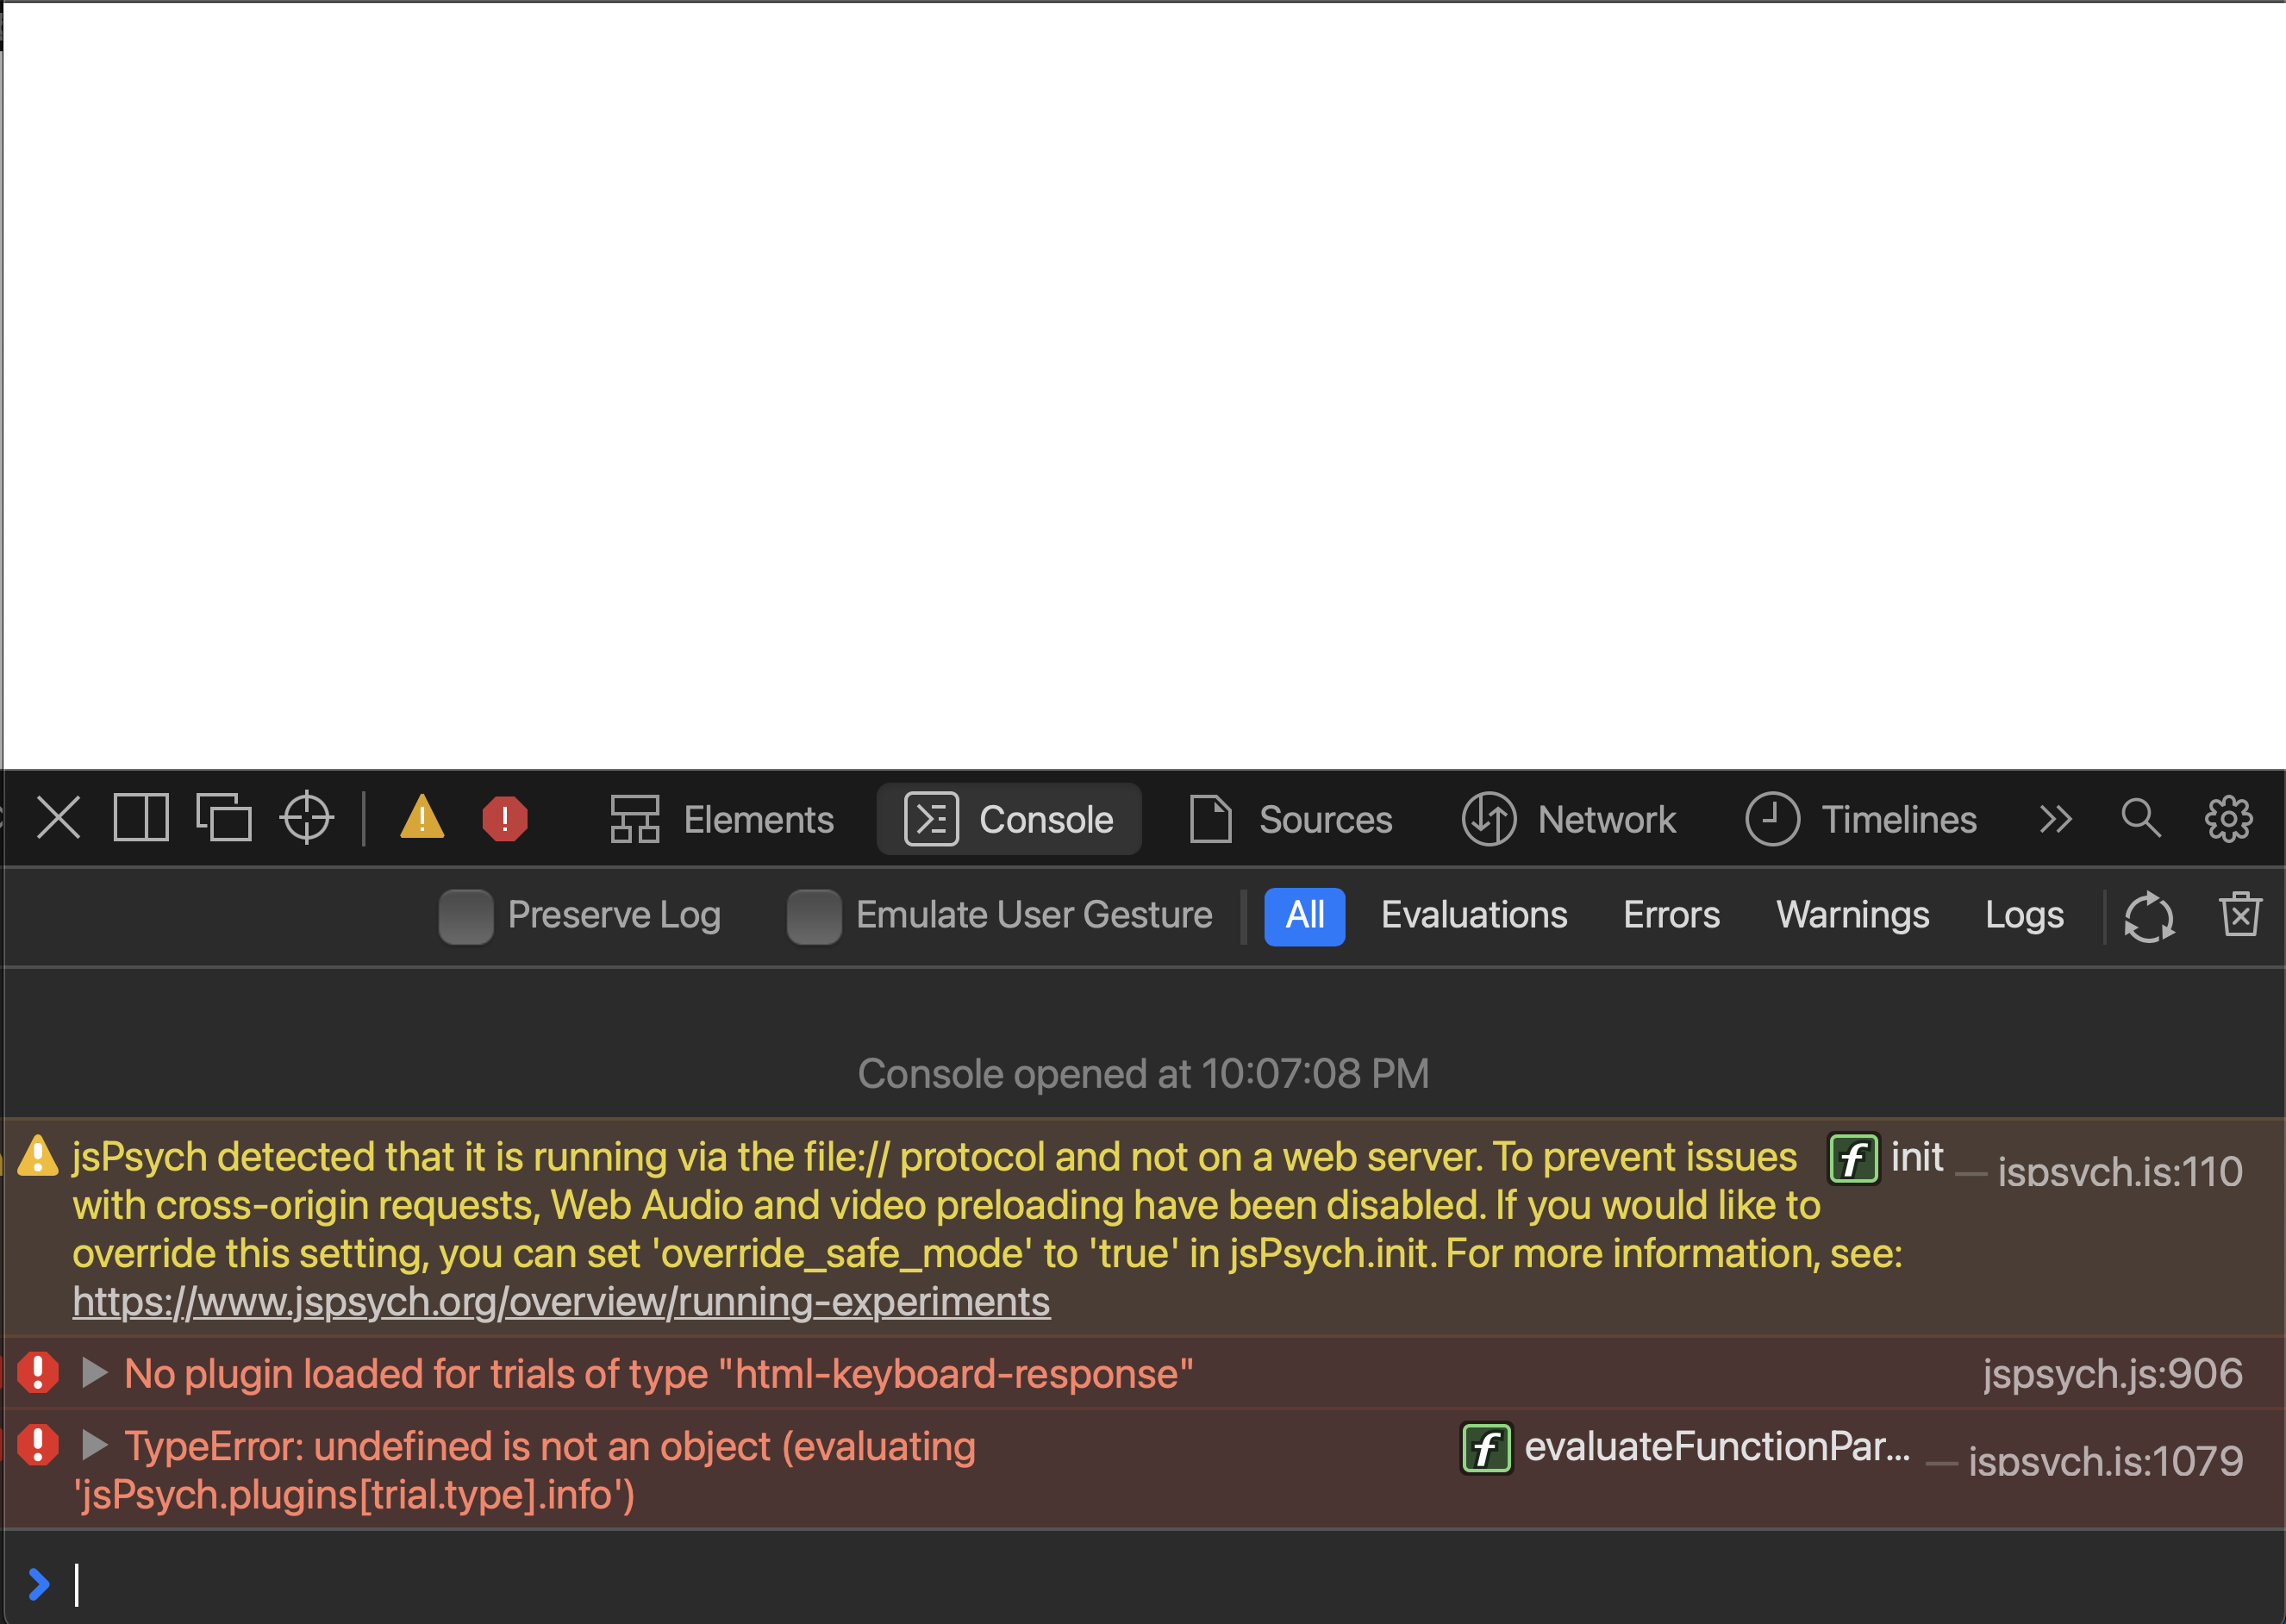 Elements Console Sources Network Timelines
Preserve Log Emulate User Gesture All Evaluations Errors Warnings Logs
Console opened at 10:07:08 PM
jsPsych detected that it is running via the file:// protocol and not on a web server. To prevent issues f init — jspsych.js:110
with cross-origin requests, Web Audio and video preloading have been disabled. If you would like to
override this setting, you can set 'override_safe_mode' to 'true' in jsPsych.init. For more information, see:
https://www.jspsych.org/overview/running-experiments
No plugin loaded for trials of type "html-keyboard-response" jspsych.js:906
TypeError: undefined is not an object (evaluating f evaluateFunctionPar... — jspsych.js:1079
'jsPsych.plugins[trial.type].info')